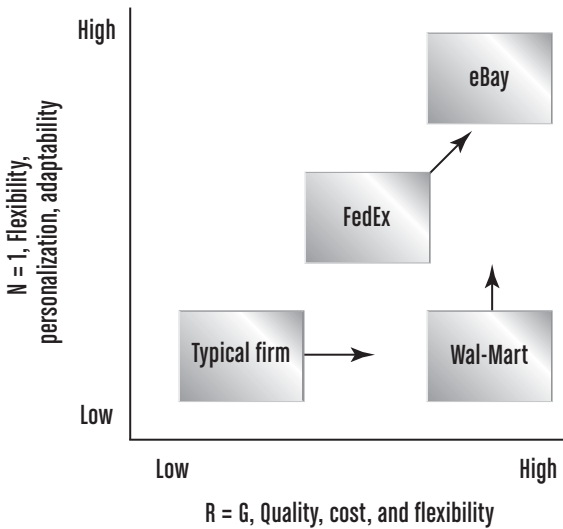 High
eBay
N = 1, Flexibility,
personalization, adaptability
FedEx
Typical firm
Wal-Mart
Low
Low
High
R = G, Quality, cost, and flexibility